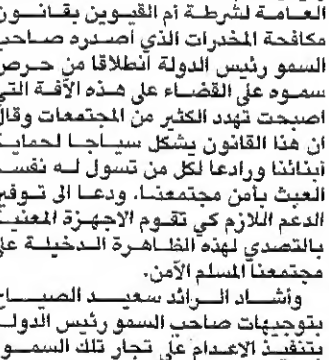 العامة لشرطة أم القيوين بقانون
مكافحة المخدرات الذي أصدره صاحب
السمو رئيس الدولة انطلاقا من حرص
سموه على القضاء على هذه الآفة التي
اصبحت تهدد الكثير من المجتمعات وقال
ان هذا القانون يشكل سياجا لحماية
أبنائنا ورادعا لكل من تسول له نفسه
العبث بأمن مجتمعنا. ودعا الى توفير
الدعم اللازم كي تقوم الاجهزة المعنية
بالتصدي لهذه الظاهرة الدخيلة على
مجتمعنا المسلم الآمن.
وأشاد الرائد سعيد الصياح
بتوجيهات صاحب السمو رئيس الدولة
بتنفيذ الإعدام على تجار تلك السموم